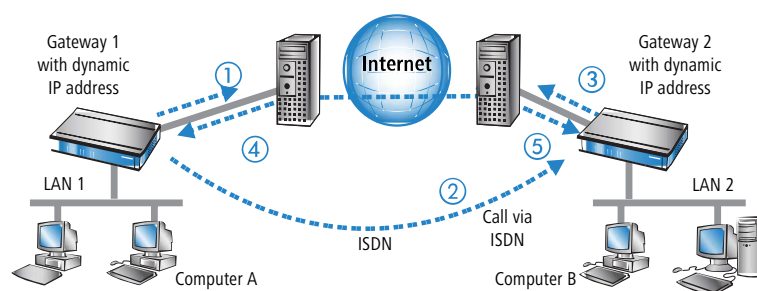 Gateway 1
with dynamic
IP address
①
Internet
Gateway 2
with dynamic
IP address
③
④
⑤
LAN 1
②
LAN 2
ISDN
Call via
ISDN
Computer A
Computer B